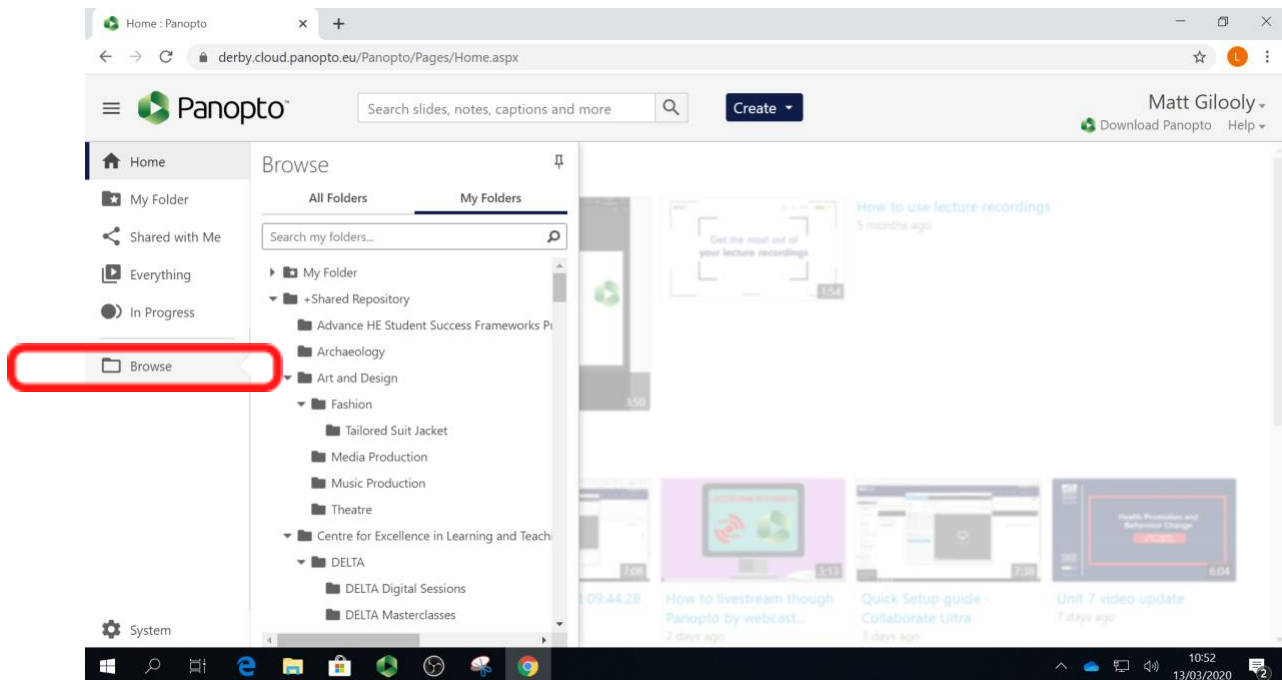 Home : Panopto
derby.cloud.panopto.eu/Panopto/Pages/Home.aspx
L
Panopto
Search slides, notes, captions and more
Create
Matt Gilooly
Download Panopto Help
Home
My Folder
Shared with Me
Everything
In Progress
Browse
System
Browse
All Folders My Folders
Search my folders...
My Folder
+Shared Repository
Advance HE Student Success Frameworks
Archaeology
Art and Design
Fashion
Tailored Suit Jacket
Media Production
Music Production
Theatre
Centre for Excellence in Learning and Teach
DELTA
DELTA Digital Sessions
DELTA Masterclasses
3:50
Get the most out of
your lecture recordings
1:54
How to use lecture recordings
5 months ago
7:08
3:13
7:38
Health Promotion and
Behaviour Change
6:04
09:44:28
How to livestream though
Panopto by webcast...
2 days ago
Quick Setup guide -
Collaborate Ultra
3 days ago
Unit 7 video update
7 days ago
10:52
13/03/2020
2